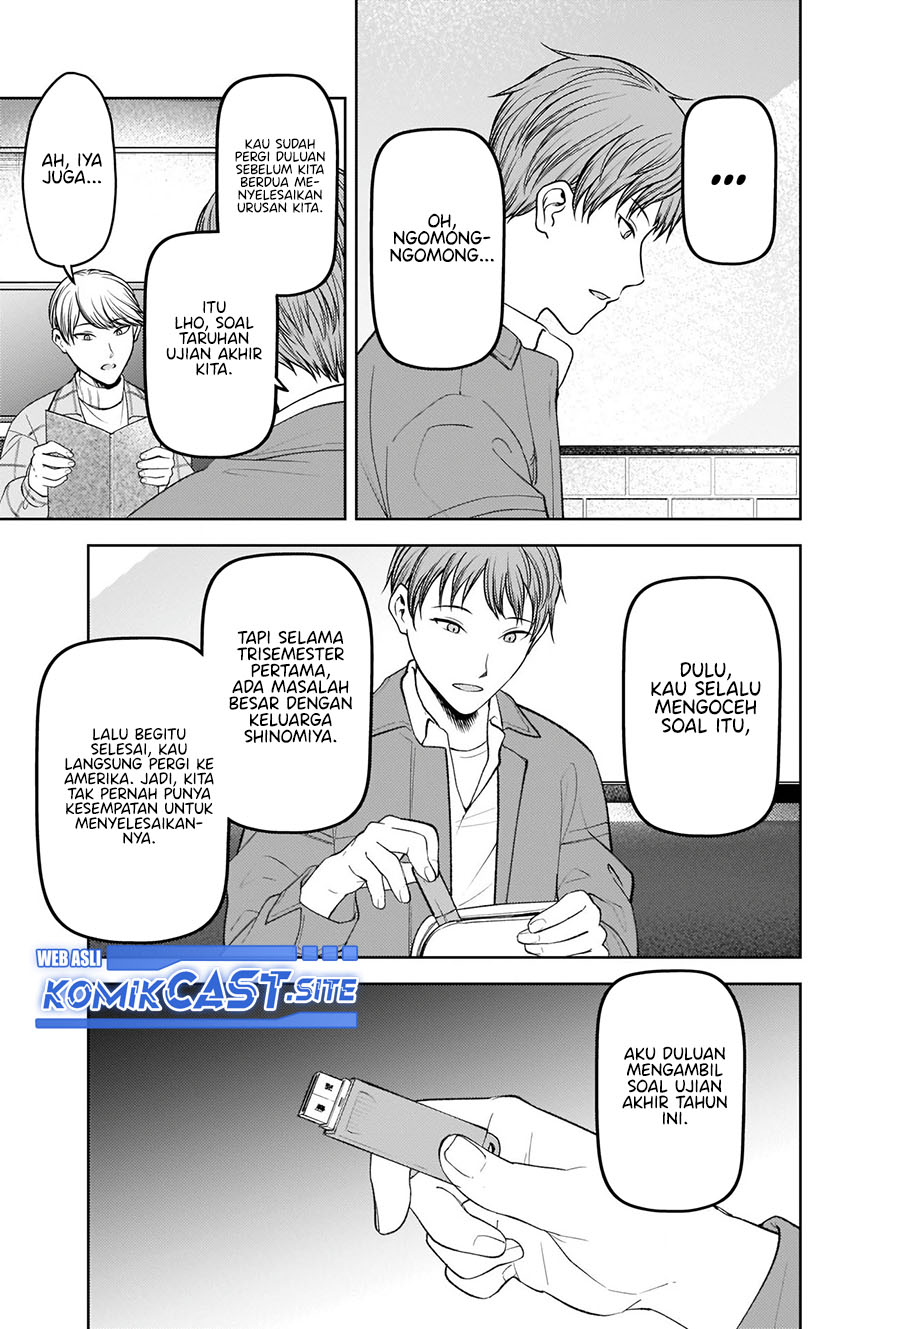 ...
OH,
NGOMONG-
NGOMONG...
KAU SUDAH
PERGI DULUAN
SEBELUM KITA
BERDUA ME-
NYELESAIKAN
URUSAN KITA.
ITU
LHO, SOAL
TARUHAN
UJIAN AKHIR
KITA.
AH, IYA
JUGA...
DULU,
KAU SELALU
MENGOCEH
SOAL ITU,
TAPI SELAMA
TRISEMESTER
PERTAMA,
ADA MASALAH
BESAR DENGAN
KELUARGA
SHINOMIYA.
LALU BEGITU
SELESAI, KAU
LANGSUNG PERGI KE
AMERIKA. JADI, KITA
TAK PERNAH PUNYA
KESEMPATAN UNTUK
MENYELESAIKAN-
NYA.
WEB ASLI
KOMIKCAST.SITE
AKU DULUAN
MENGAMBIL
SOAL UJIAN
AKHIR TAHUN
INI.